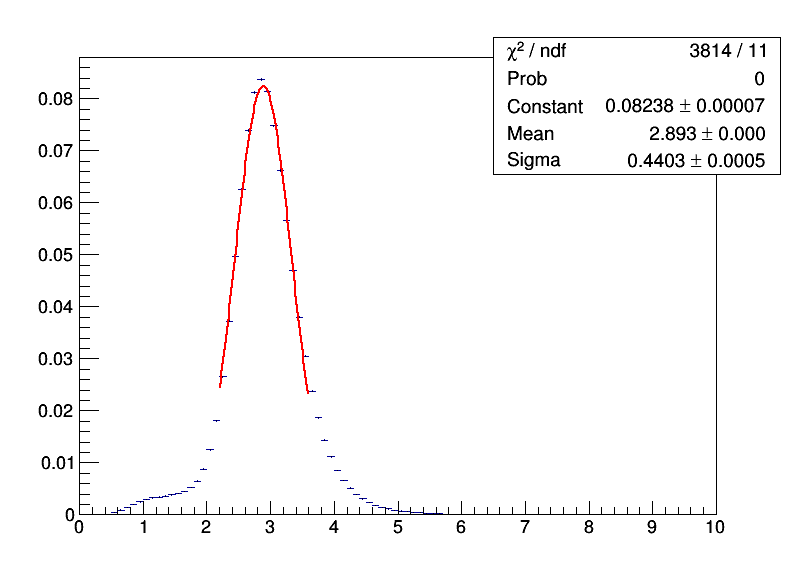 χ² / ndf 3814 / 11
Prob 0
Constant 0.08238 ± 0.00007
Mean 2.893 ± 0.000
Sigma 0.4403 ± 0.0005
0.08
0.07
0.06
0.05
0.04
0.03
0.02
0.01
0
0 1 2 3 4 5 6 7 8 9 10